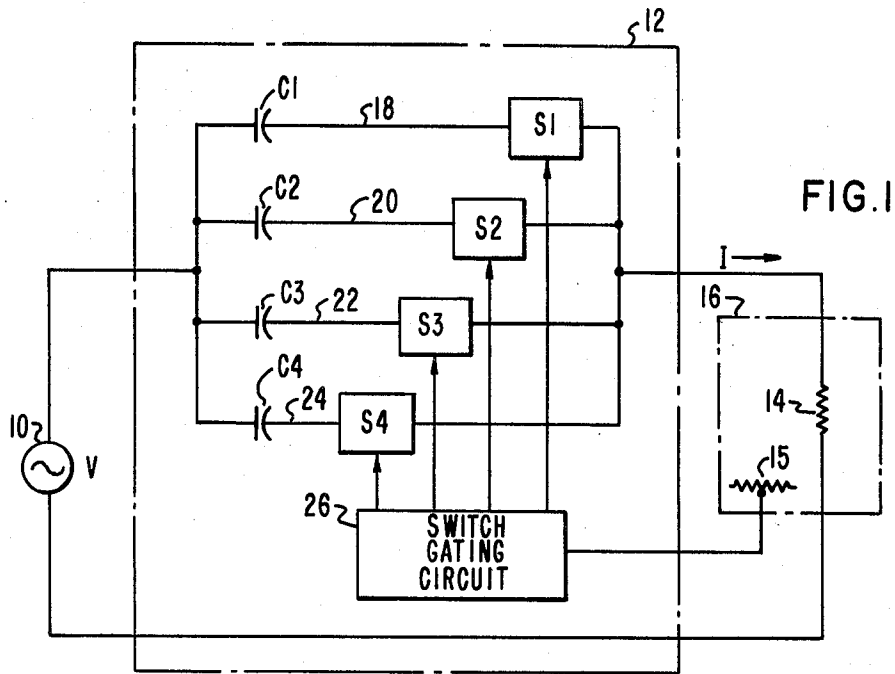 12
C1
18
S1
C2
20
S2
FIG.1
I
C3
22
S3
16
C4
24
S4
14
10
V
15
26
SWITCH
GATING
CIRCUIT